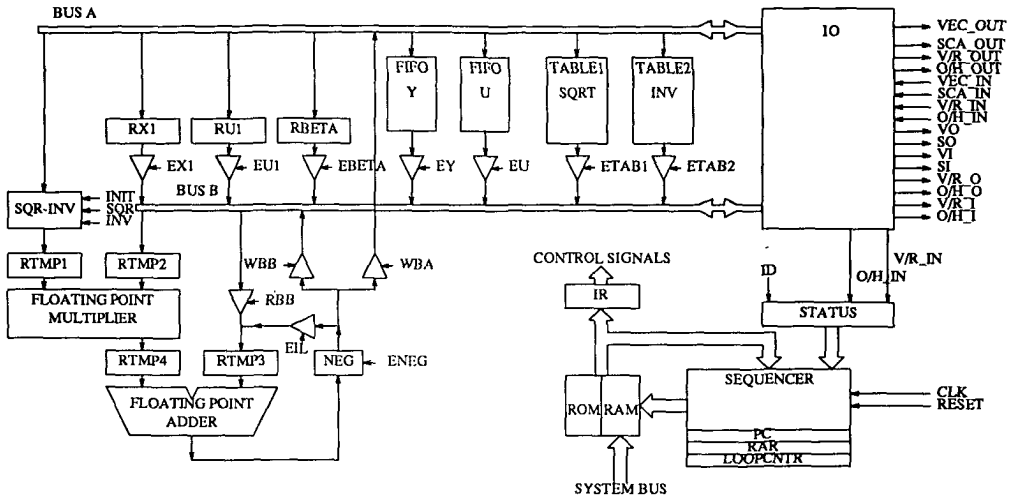 BUS A
IO
VEC_OUT
SCA_OUT
V/R_OUT
O/H_OUT
VEC_IN
SCA_IN
V/R_IN
O/H_IN
VO
SO
VI
SI
V/R_O
O/H_O
V/R_I
O/H_I
FIFO
Y
FIFO
U
TABLE1
SQRT
TABLE2
INV
RX1
RU1
RBETA
EX1
EU1
EBETA
EY
EU
ETAB1
ETAB2
BUS B
SQR-INV
INIT
SQR
INV
RTMP1
RTMP2
WBB
WBA
FLOATING POINT
MULTIPLIER
RBB
EIL
RTMP4
RTMP3
NEG
ENEG
FLOATING POINT
ADDER
CONTROL SIGNALS
IR
ID
O/H_IN
V/R_IN
STATUS
ROM
RAM
SEQUENCER
CLK
RESET
PC
RAR
LOOPCNTR
SYSTEM BUS